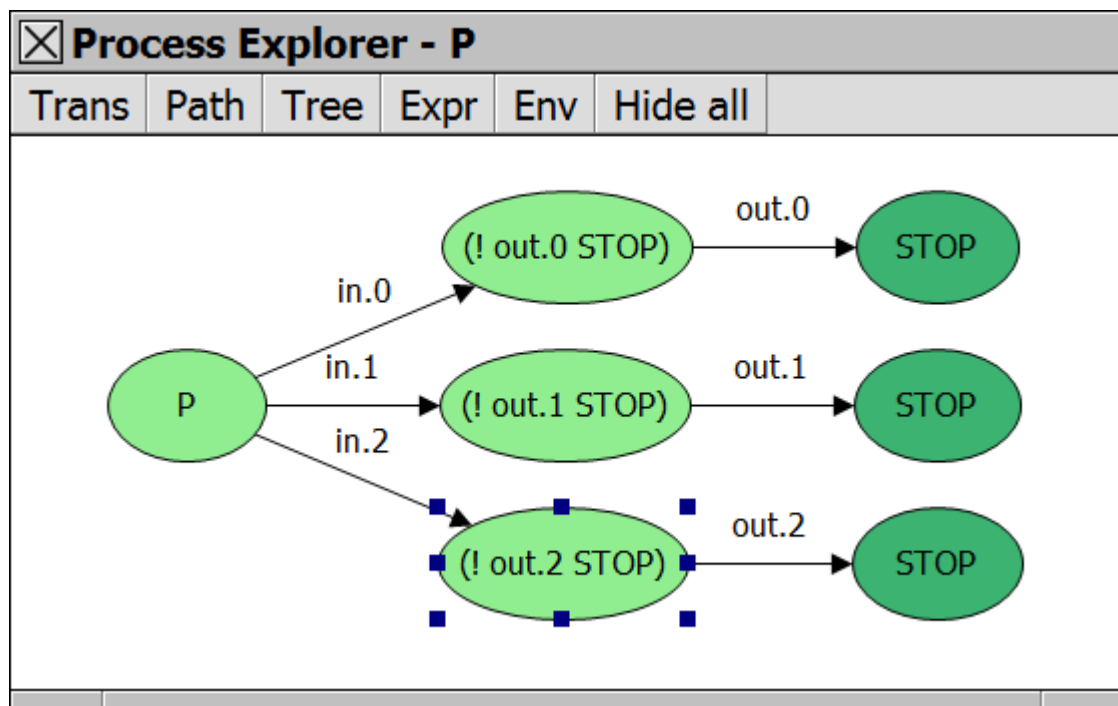 Process Explorer - P
Trans Path Tree Expr Env Hide all
(! out.0 STOP) out.0 STOP
in.0
P in.1 (! out.1 STOP) out.1 STOP
in.2
(! out.2 STOP) out.2 STOP